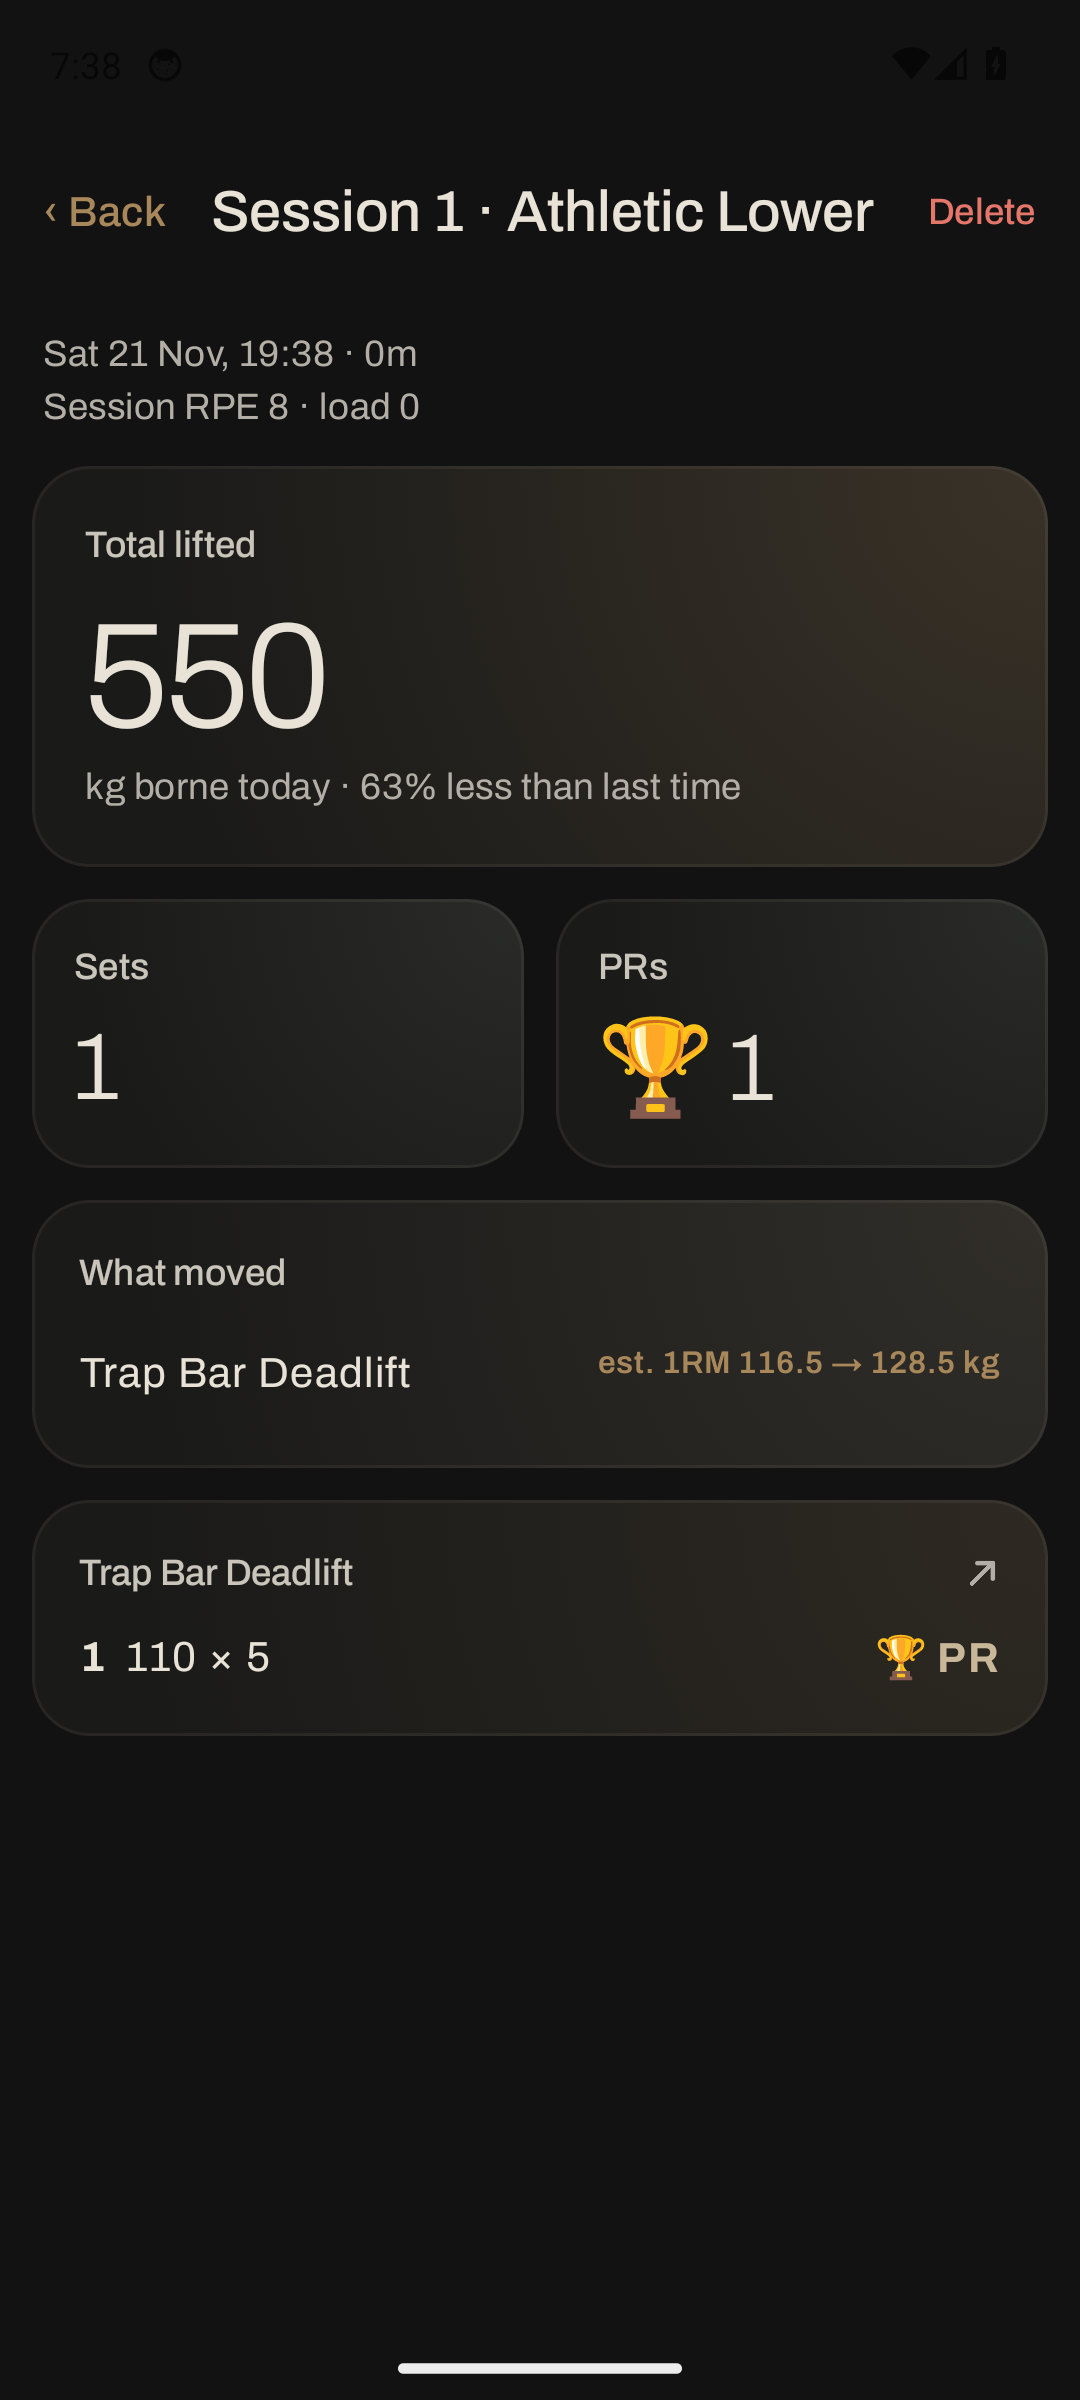 7:38
‹ Back Session 1 · Athletic Lower Delete
Sat 21 Nov, 19:38 · 0m
Session RPE 8 · load 0
Total lifted
550
kg borne today · 63% less than last time
Sets
1
PRs
🏆 1
What moved
Trap Bar Deadlift est. 1RM 116.5 → 128.5 kg
Trap Bar Deadlift ↗
1 110 × 5 🏆 PR